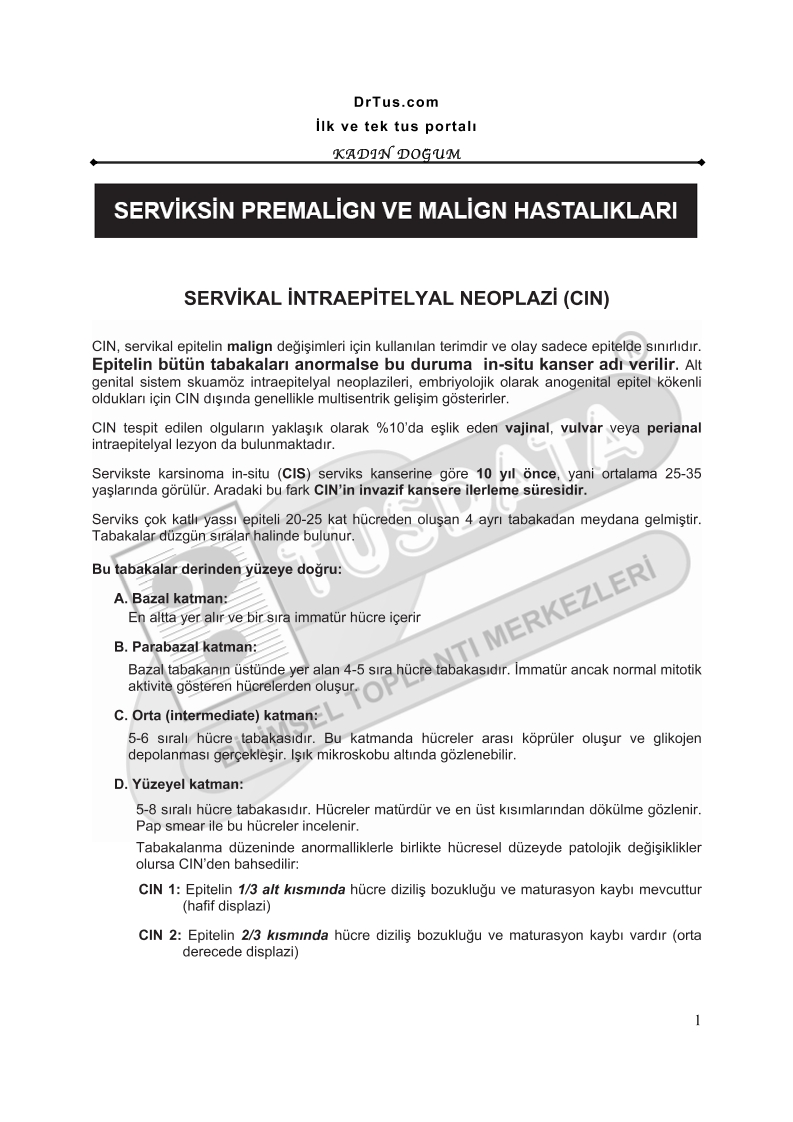 DrTus.com
İlk ve tek tus portalı
KADIN DOĞUM
SERVİKSİN PREMALİGN VE MALİGN HASTALIKLARI
SERVİKAL İNTRAEPİTELYAL NEOPLAZİ (CIN)
CIN, servikal epitelin malign değişimleri için kullanılan terimdir ve olay sadece epitelde sınırlıdır.
Epitelin bütün tabakaları anormalse bu duruma in-situ kanser adı verilir. Alt
genital sistem skuamöz intraepitelyal neoplazileri, embriyolojik olarak anogenital epitel kökenli
oldukları için CIN dışında genellikle multisentrik gelişim gösterirler.
CIN tespit edilen olguların yaklaşık olarak %10’da eşlik eden vajinal, vulvar veya perianal
intraepitelyal lezyon da bulunmaktadır.
Servikste karsinoma in-situ (CIS) serviks kanserine göre 10 yıl önce, yani ortalama 25-35
yaşlarında görülür. Aradaki bu fark CIN’in invazif kansere ilerleme süresidir.
Serviks çok katlı yassı epiteli 20-25 kat hücreden oluşan 4 ayrı tabakadan meydana gelmiştir.
Tabakalar düzgün sıralar halinde bulunur.
Bu tabakalar derinden yüzeye doğru:
A. Bazal katman:
En altta yer alır ve bir sıra immatür hücre içerir
B. Parabazal katman:
Bazal tabakanın üstünde yer alan 4-5 sıra hücre tabakasıdır. İmmatür ancak normal mitotik
aktivite gösteren hücrelerden oluşur.
C. Orta (intermediate) katman:
5-6 sıralı hücre tabakasıdır. Bu katmanda hücreler arası köprüler oluşur ve glikojen
depolanması gerçekleşir. Işık mikroskobu altında gözlenebilir.
D. Yüzeyel katman:
5-8 sıralı hücre tabakasıdır. Hücreler matürdür ve en üst kısımlarından dökülme gözlenir.
Pap smear ile bu hücreler incelenir.
Tabakalanma düzeninde anormalliklerle birlikte hücresel düzeyde patolojik değişiklikler
olursa CIN’den bahsedilir:
CIN 1: Epitelin 1/3 alt kısmında hücre diziliş bozukluğu ve maturasyon kaybı mevcuttur
(hafif displazi)
CIN 2: Epitelin 2/3 kısmında hücre diziliş bozukluğu ve maturasyon kaybı vardır (orta
derecede displazi)
TUSDATA
®
BİLİMSEL TOPLANTI MERKEZLERİ
1